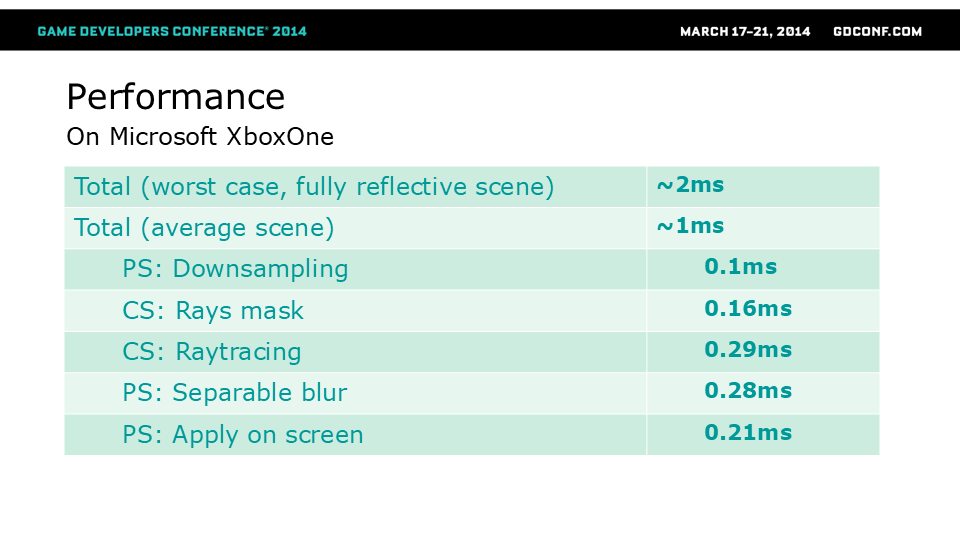 GAME DEVELOPERS CONFERENCE® 2014 MARCH 17–21, 2014 GDCONF.COM
Performance
On Microsoft XboxOne
Total (worst case, fully reflective scene) ~2ms
Total (average scene) ~1ms
PS: Downsampling 0.1ms
CS: Rays mask 0.16ms
CS: Raytracing 0.29ms
PS: Separable blur 0.28ms
PS: Apply on screen 0.21ms